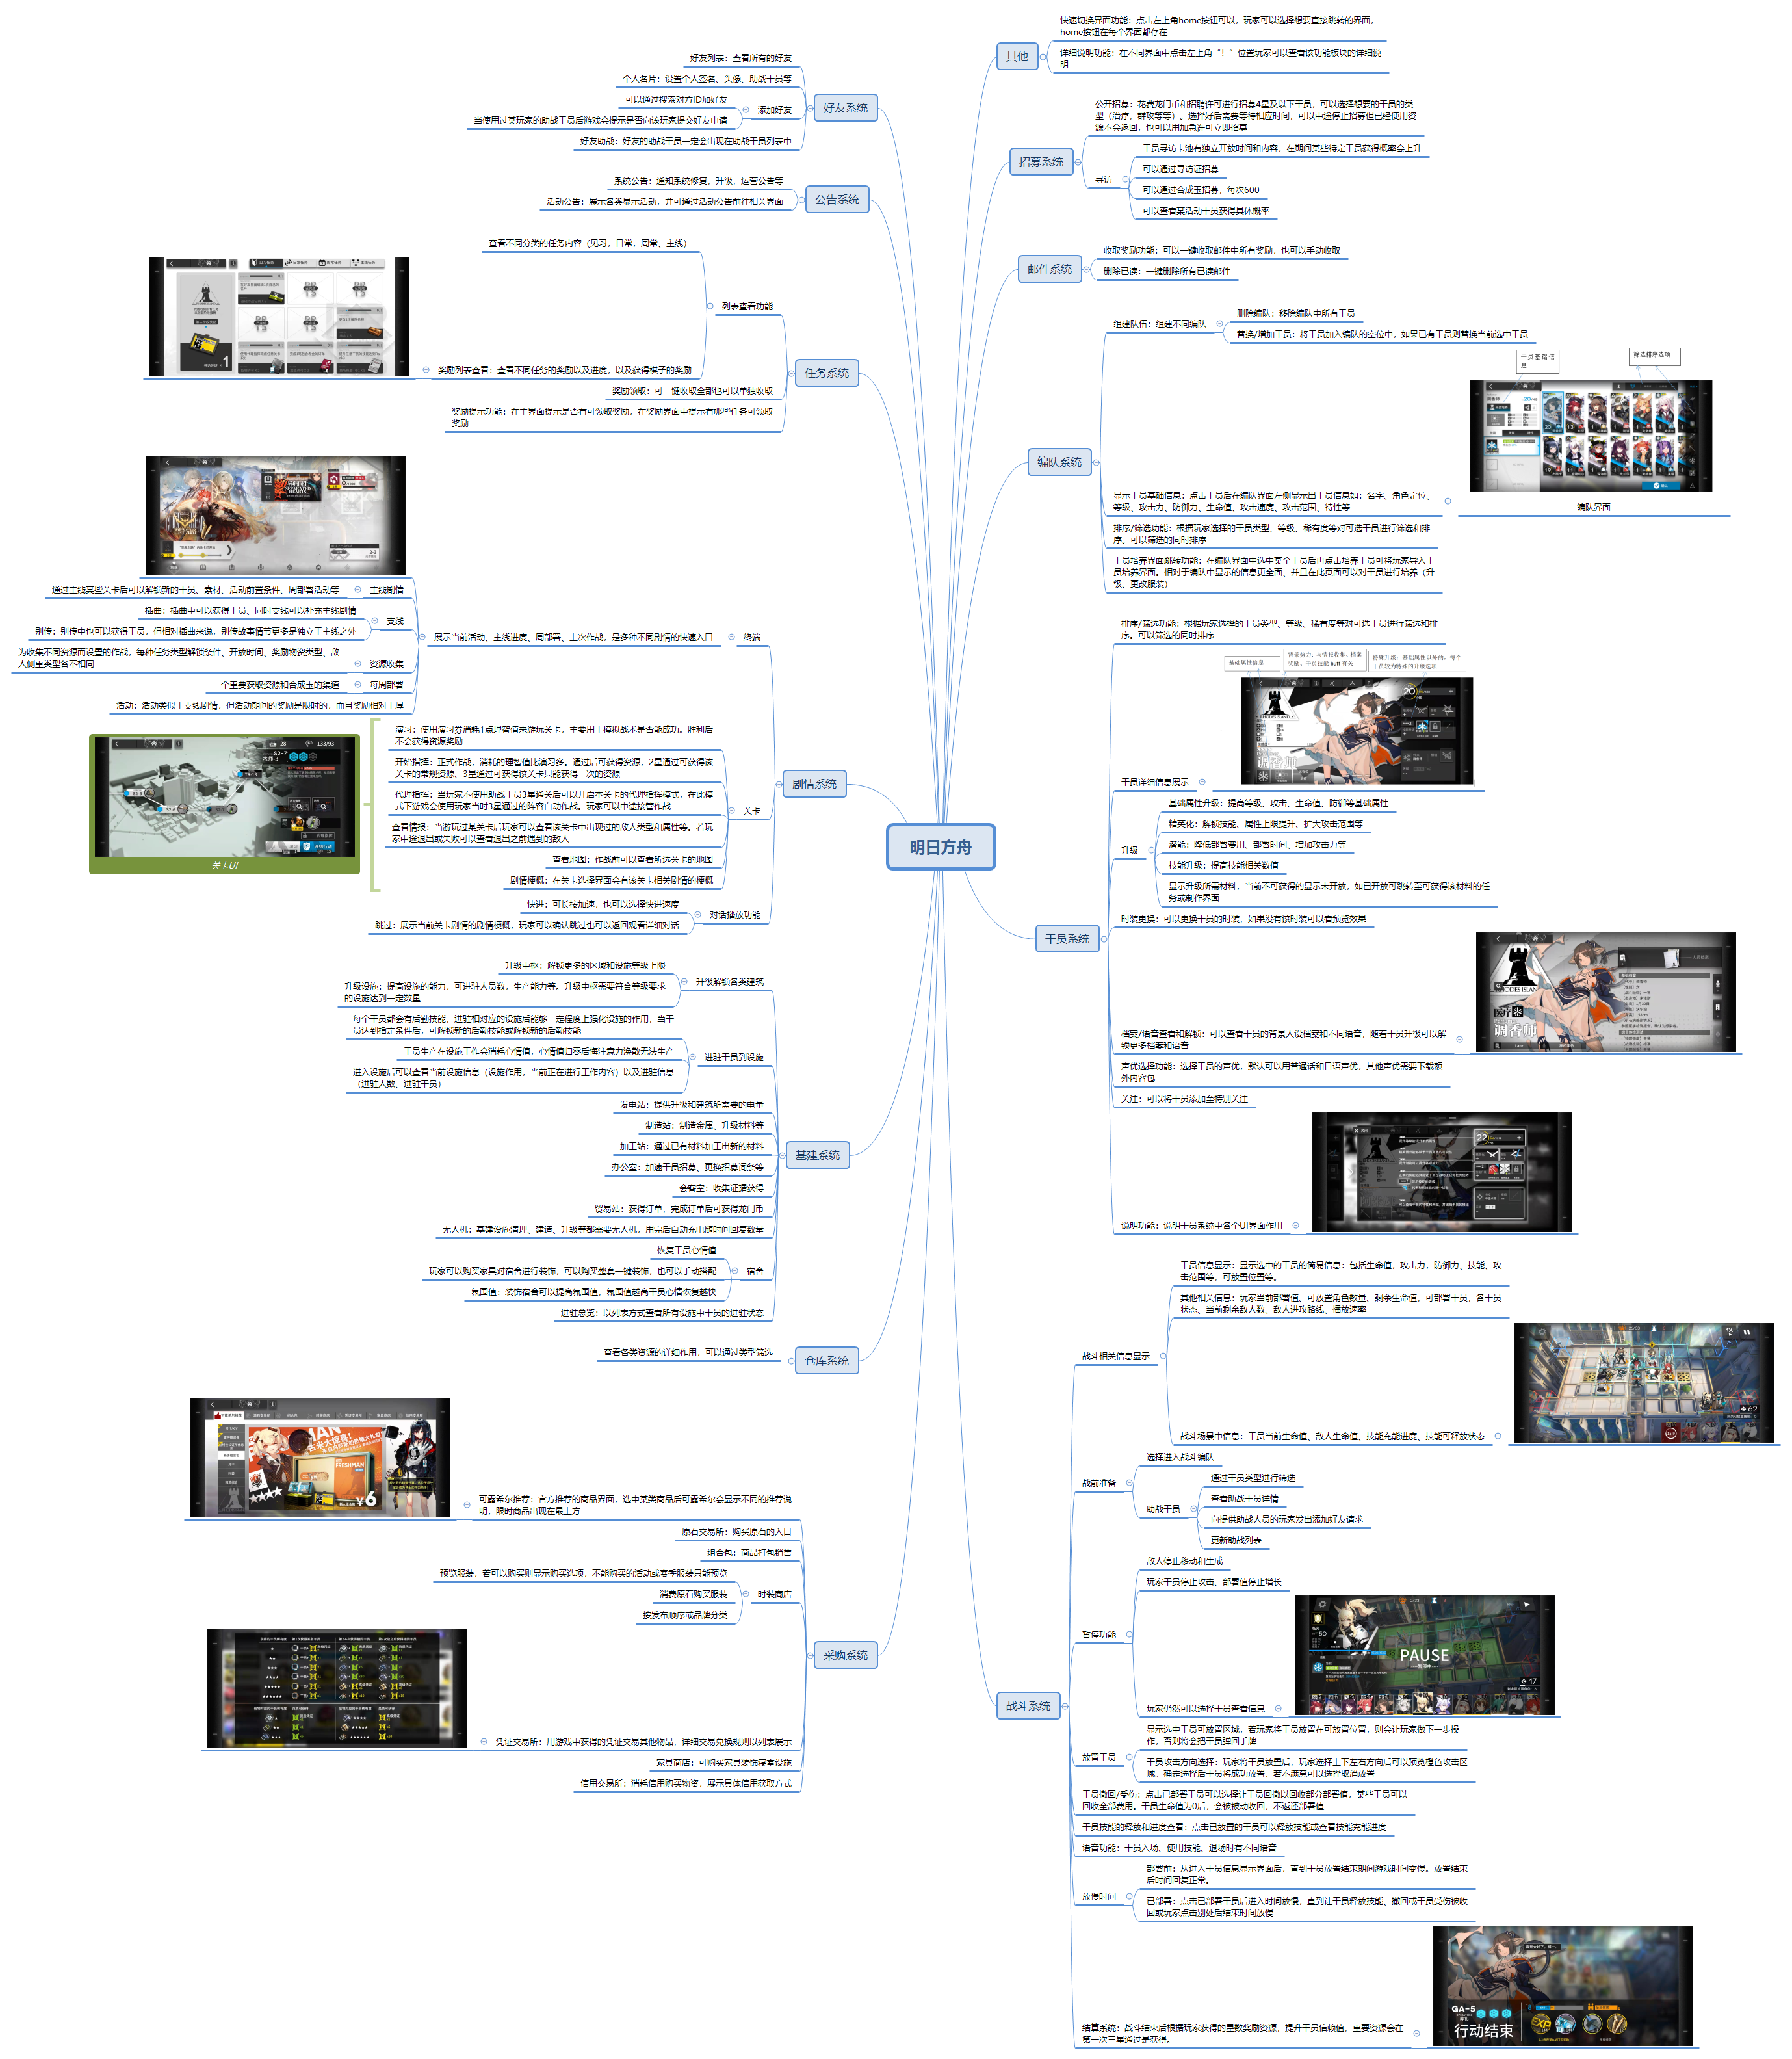 明日方舟
其他
快速切换界面功能：点击左上角home按钮可以，玩家可以选择想要直接跳转的界面，
home按钮在每个界面都存在
详细说明功能：在不同界面中点击左上角“！”位置玩家可以查看该功能板块的详细说
明
招募系统
公开招募：花费龙门币和招聘许可进行招募4星及以下干员，可以选择想要的干员的类
型（治疗，群攻等等）。选择好后需要等待相应时间，可以中途停止招募但已经使用资
源不会返回，也可以用加急许可立即招募
寻访
干员寻访卡池有独立开放时间和内容，在期间某些特定干员获得概率会上升
可以通过寻访证招募
可以通过合成玉招募，每次600
可以查看某活动干员获得具体概率
邮件系统
收取奖励功能：可以一键收取邮件中所有奖励，也可以手动收取
删除已读：一键删除所有已读邮件
编队系统
组建队伍：组建不同编队
删除编队：移除编队中所有干员
替换/增加干员：将干员加入编队的空位中，如果已有干员则替换当前选中干员
干员基础信
息
筛选排序选项
显示干员基础信息：点击干员后在编队界面左侧显示出干员信息如：名字、角色定位、
等级、攻击力、防御力、生命值、攻击速度、攻击范围、特性等
编队界面
排序/筛选功能：根据玩家选择的干员类型、等级、稀有度等对可选干员进行筛选和排
序。可以筛选的同时排序
干员培养界面跳转功能：在编队界面中选中某个干员后再点击培养干员可将玩家导入干
员培养界面。相对于编队中显示的信息更全面、并且在此页面可以对干员进行培养（升
级、更改服装）
干员系统
排序/筛选功能：根据玩家选择的干员类型、等级、稀有度等对可选干员进行筛选和排
序。可以筛选的同时排序
基础属性信息
背景将力：与情报收集、档案
奖励、干员技能 buff 有关
特殊升级：基础属性以外的，每个
干员较为特殊的升级选项
干员详细信息展示
升级
基础属性升级：提高等级、攻击、生命值、防御等基础属性
精英化：解锁技能、属性上限提升、扩大攻击范围等
潜能：降低部署费用、部署时间、增加攻击力等
技能升级：提高技能相关数值
显示升级所需材料，当前不可获得的显示未开放，如已开放可跳转至可获得该材料的任
务或制作界面
时装更换：可以更换干员的时装，如果没有该时装可以看预览效果
调香师
档案/语音查看和解锁：可以查看干员的背景人设档案和不同语音，随着干员升级可以解
锁更多档案和语音
声优选择功能：选择干员的声优，默认可以用普通话和日语声优，其他声优需要下载额
外内容包
关注：可以将干员添加至特别关注
说明功能：说明干员系统中各个UI界面作用
战斗系统
战斗相关信息显示
干员信息显示：显示选中的干员的简易信息：包括生命值，攻击力，防御力、技能、攻
击范围等，可放置位置等。
其他相关信息：玩家当前部署值、可放置角色数量、剩余生命值，可部署干员，各干员
状态、当前剩余敌人数、敌人进攻路线、播放速率
战斗场景中信息：干员当前生命值、敌人生命值、技能充能进度、技能可释放状态
战前准备
选择进入战斗编队
助战干员
通过干员类型进行筛选
查看助战干员详情
向提供助战人员的玩家发出添加好友请求
更新助战列表
暂停功能
敌人停止移动和生成
玩家干员停止攻击、部署值停止增长
PAUSE
玩家仍然可以选择干员查看信息
放置干员
显示选中干员可放置区域，若玩家将干员放置在可放置位置，则会让玩家做下一步操
作，否则将会把干员弹回手牌
干员攻击方向选择：玩家将干员放置后，玩家选择上下左右方向后可以预览橙色攻击区
域。确定选择后干员将成功放置，若不满意可以选择取消放置
干员撤回/受伤：点击已部署干员可以选择让干员回撤以回收部分部署值，某些干员可以
回收全部费用。干员生命值为0后，会被被动收回，不返还部署值
干员技能的释放和进度查看：点击已放置的干员可以释放技能或查看技能充能进度
语音功能：干员入场、使用技能、退场时有不同语音
放慢时间
部署前：从进入干员信息显示界面后，直到干员放置结束期间游戏时间变慢。放置结束
后时间回复正常。
已部署：点击已部署干员后进入时间放慢，直到让干员释放技能、撤回或干员受伤被收
回或玩家点击别处后结束时间放慢
GA-5
行动结束
结算系统：战斗结束后根据玩家获得的星数奖励资源，提升干员信赖值，重要资源会在
第一次三星通过是获得。
好友系统
好友列表：查看所有的好友
个人名片：设置个人签名、头像、助战干员等
添加好友
可以通过搜素对方ID加好友
当使用过某玩家的助战干员后游戏会提示是否向该玩家提交好友申请
好友助战：好友的助战干员一定会出现在助战干员列表中
公告系统
系统公告：通知系统修复，升级，运营公告等
活动公告：展示各类显示活动，并可通过活动公告前往相关界面
任务系统
列表查看功能
查看不同分类的任务内容（见习，日常，周常、主线）
奖励列表查看：查看不同任务的奖励以及进度，以及获得棋子的奖励
奖励领取：可一键收取全部也可以单独收取
奖励提示功能：在主界面提示是否有可领取奖励，在奖励界面中提示有哪些任务可领取
奖励
剧情系统
终端
展示当前活动、主线进度、周部署、上次作战，是多种不同剧情的快速入口
主线剧情
通过主线某些关卡后可以解锁新的干员、素材、活动前置条件、周部署活动等
支线
插曲：插曲中可以获得干员、同时支线可以补充主线剧情
别传：别传中也可以获得干员，但相对插曲来说，别传故事情节更多是独立于主线之外
资源收集
为收集不同资源而设置的作战，每种任务类型解锁条件、开放时间、奖励物资类型、敌
人侧重类型各不相同
每周部署
一个重要获取资源和合成玉的渠道
活动：活动类似于支线剧情，但活动期间的奖励是限时的，而且奖励相对丰厚
关卡
演习：使用演习券消耗1点理智值来游玩关卡，主要用于模拟战术是否能成功。胜利后
不会获得资源奖励
开始指挥：正式作战，消耗的理智值比演习多。通过后可获得资源，2星通过可获得该
关卡的常规资源、3星通过可获得该关卡只能获得一次的资源
代理指挥：当玩家不使用助战干员3星通关后可以开启本关卡的代理指挥模式，在此模
式下游戏会使用玩家当时3星通过的阵容自动作战。玩家可以中途接管作战
查看情报：当游玩过某关卡后玩家可以查看该关卡中出现过的敌人类型和属性等。若玩
家中途退出或失败可以查看退出之前遇到的敌人
查看地图：作战前可以查看所选关卡的地图
剧情梗概：在关卡选择界面会有该关卡相关剧情的梗概
关卡UI
对话播放功能
快进：可长按加速，也可以选择快进速度
跳过：展示当前关卡剧情的剧情梗概，玩家可以确认跳过也可以返回观看详细对话
基建系统
升级解锁各类建筑
升级中枢：解锁更多的区域和设施等级上限
升级设施：提高设施的能力，可进驻人员数，生产能力等。升级中枢需要符合等级要求
的设施达到一定数量
进驻干员到设施
每个干员都会有后勤技能，进驻相对应的设施后能够一定程度上强化设施的作用，当干
员达到指定条件后，可解锁新的后勤技能或解锁新的后勤技能
干员生产在设施工作会消耗心情值，心情值归零后悔注意力涣散无法生产
进入设施后可以查看当前设施信息（设施作用，当前正在进行工作内容）以及进驻信息
（进驻人数、进驻干员）
发电站：提供升级和建筑所需要的电量
制造站：制造金属、升级材料等
加工站：通过已有材料加工出新的材料
办公室：加速干员招募、更换招募词条等
会客室：收集证据获得
贸易站：获得订单，完成订单后可获得龙门币
无人机：基建设施清理、建造、升级等都需要无人机，用完后自动充电随时间回复数量
宿舍
恢复干员心情值
玩家可以购买家具对宿舍进行装饰，可以购买整套一键装饰，也可以手动搭配
氛围值：装饰宿舍可以提高氛围值，氛围值越高干员心情恢复越快
进驻总览：以列表方式查看所有设施中干员的进驻状态
仓库系统
查看各类资源的详细作用，可以通过类型筛选
采购系统
可露希尔推荐：官方推荐的商品界面，选中某类商品后可露希尔会显示不同的推荐说
明，限时商品出现在最上方
原石交易所：购买原石的入口
组合包：商品打包销售
时装商店
预览服装，若可以购买则显示购买选项，不能购买的活动或赛季服装只能预览
消费原石购买服装
按发布顺序或品牌分类
凭证交易所：用游戏中获得的凭证交易其他物品，详细交易兑换规则以列表展示
家具商店：可购买家具装饰寝室设施
信用交易所：消耗信用购买物资，展示具体信用获取方式